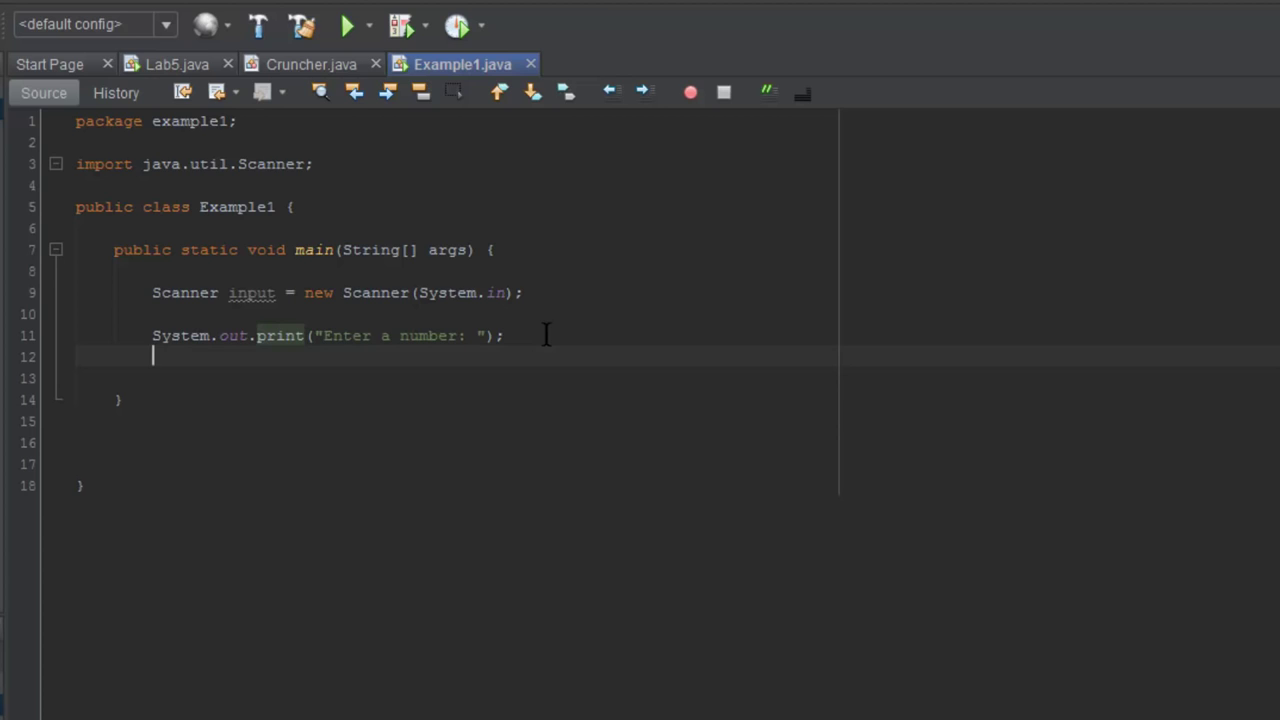 <default config>
Start Page Lab5.java Cruncher.java Example1.java
Source History
1 package example1;
2
3 import java.util.Scanner;
4
5 public class Example1 {
6
7 public static void main(String[] args) {
8
9 Scanner input = new Scanner(System.in);
10
11 System.out.print("Enter a number: ");
12
13
14 }
15
16
17
18 }